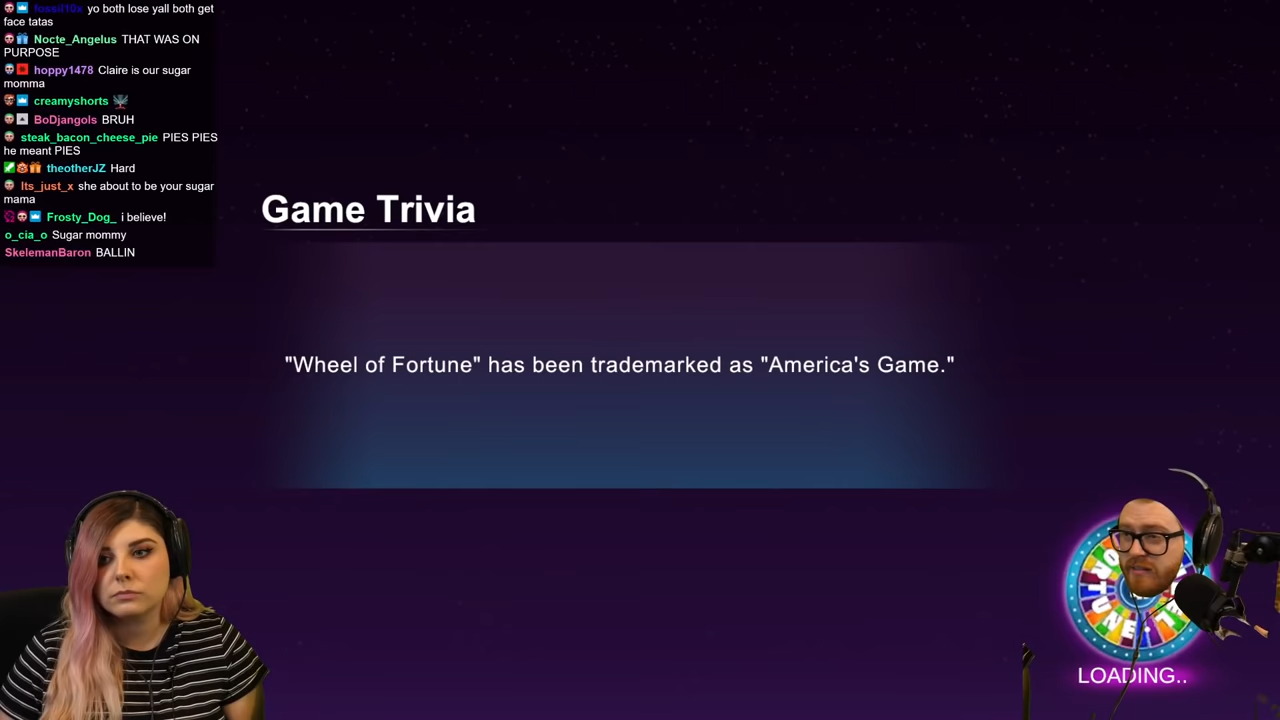 fossil10x yo both lose yall both get
face tatas
Nocte_Angelus THAT WAS ON
PURPOSE
hoppy1478 Claire is our sugar
momma
creamyshorts
BoDjangols BRUH
steak_bacon_cheese_pie PIES PIES
he meant PIES
theotherJZ Hard
Its_just_x she about to be your sugar
mama
Frosty_Dog_ i believe!
o_cia_o Sugar mommy
SkelemanBaron BALLIN
Game Trivia
"Wheel of Fortune" has been trademarked as "America's Game."
LOADING..